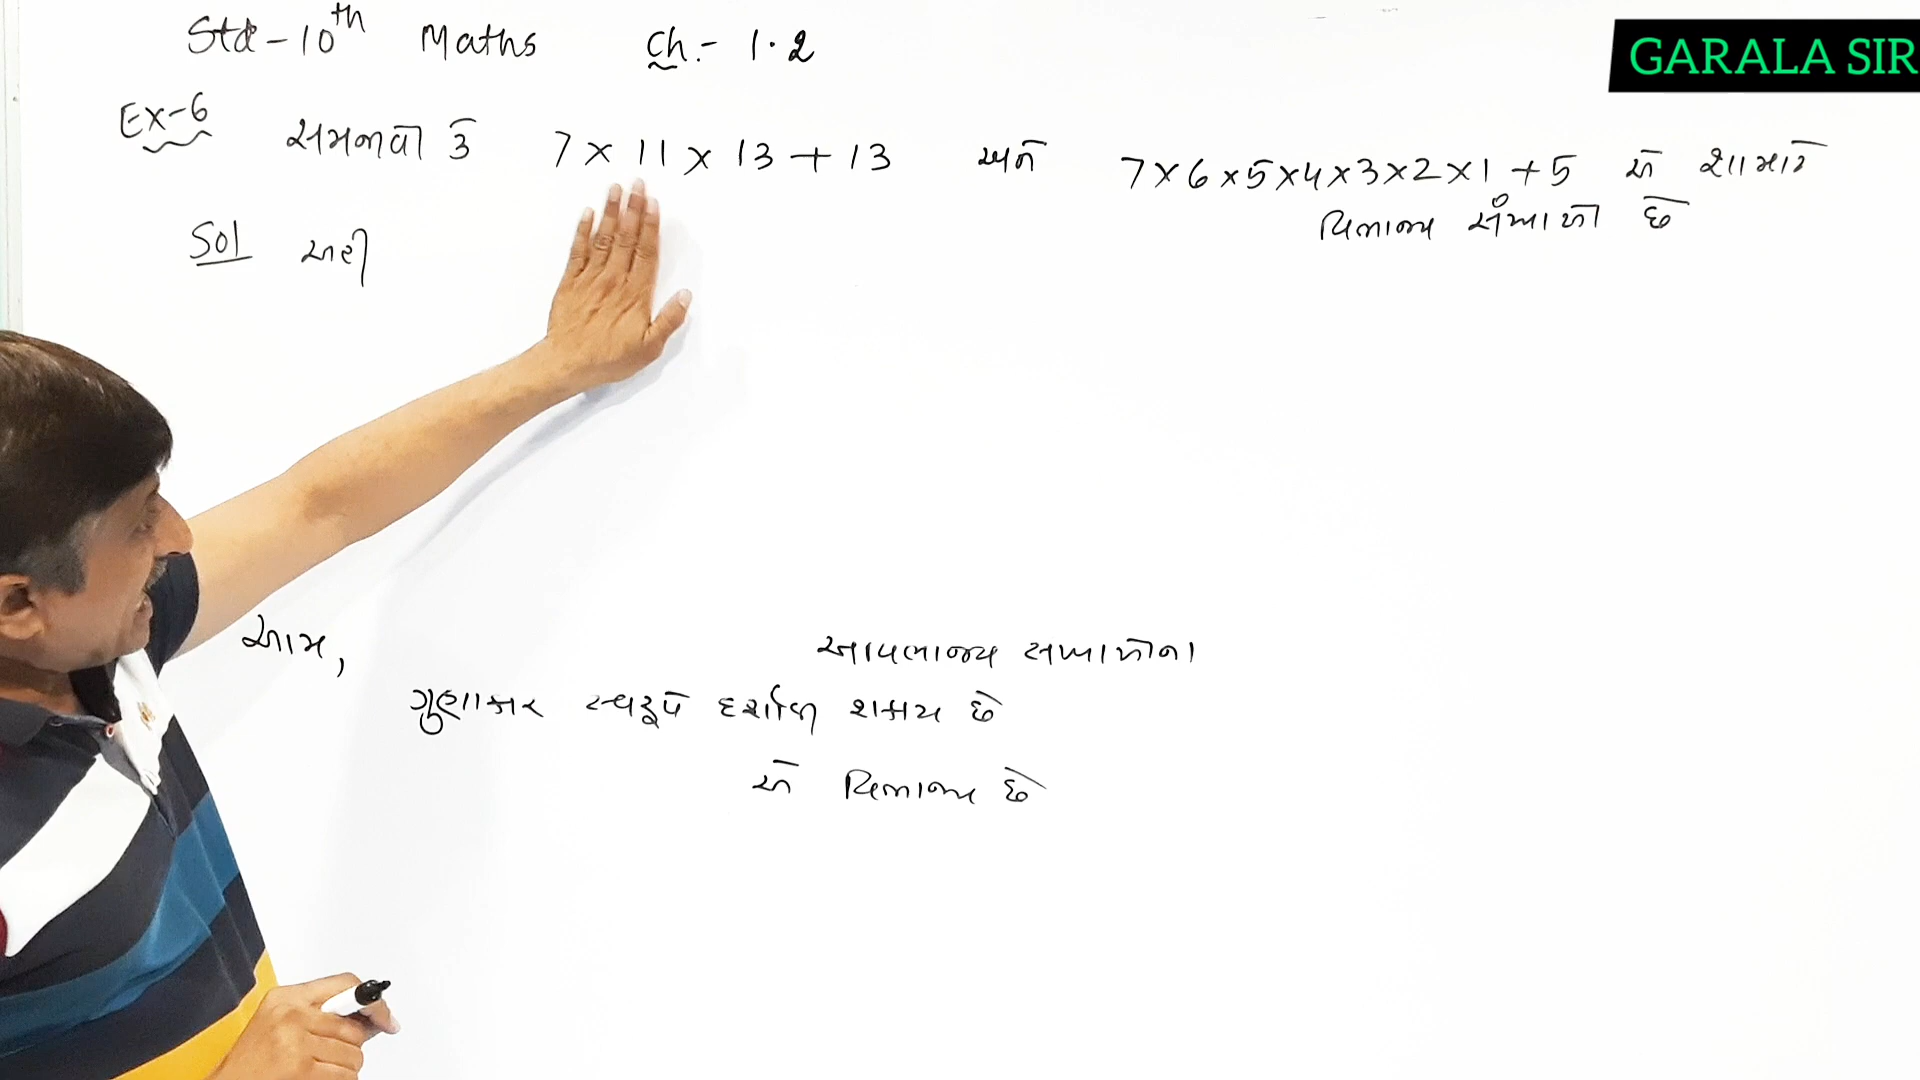 Std-10th Maths Ch.- 1.2
GARALA SIR
Ex-6 સમજાવો કે 7 × 11 × 13 + 13 અને 7×6×5×4×3×2×1+5 એ શા માટે
વિભાજ્ય સંખ્યાઓ છે
Sol અહી
આમ,
અવિભાજ્ય સંખ્યાઓના
ગુણાકાર સ્વરૂપે દર્શાવી શકાય છે
એ વિભાજ્ય છે